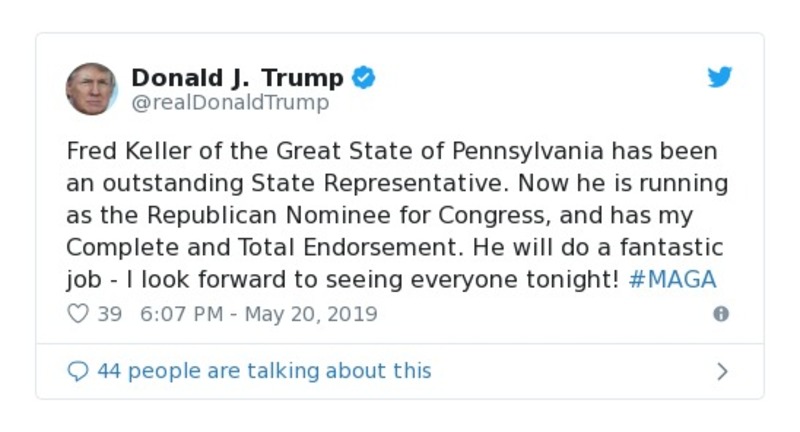 Donald J. Trump
@realDonaldTrump
Fred Keller of the Great State of Pennsylvania has been
an outstanding State Representative. Now he is running
as the Republican Nominee for Congress, and has my
Complete and Total Endorsement. He will do a fantastic
job - I look forward to seeing everyone tonight! #MAGA
39 6:07 PM - May 20, 2019
44 people are talking about this